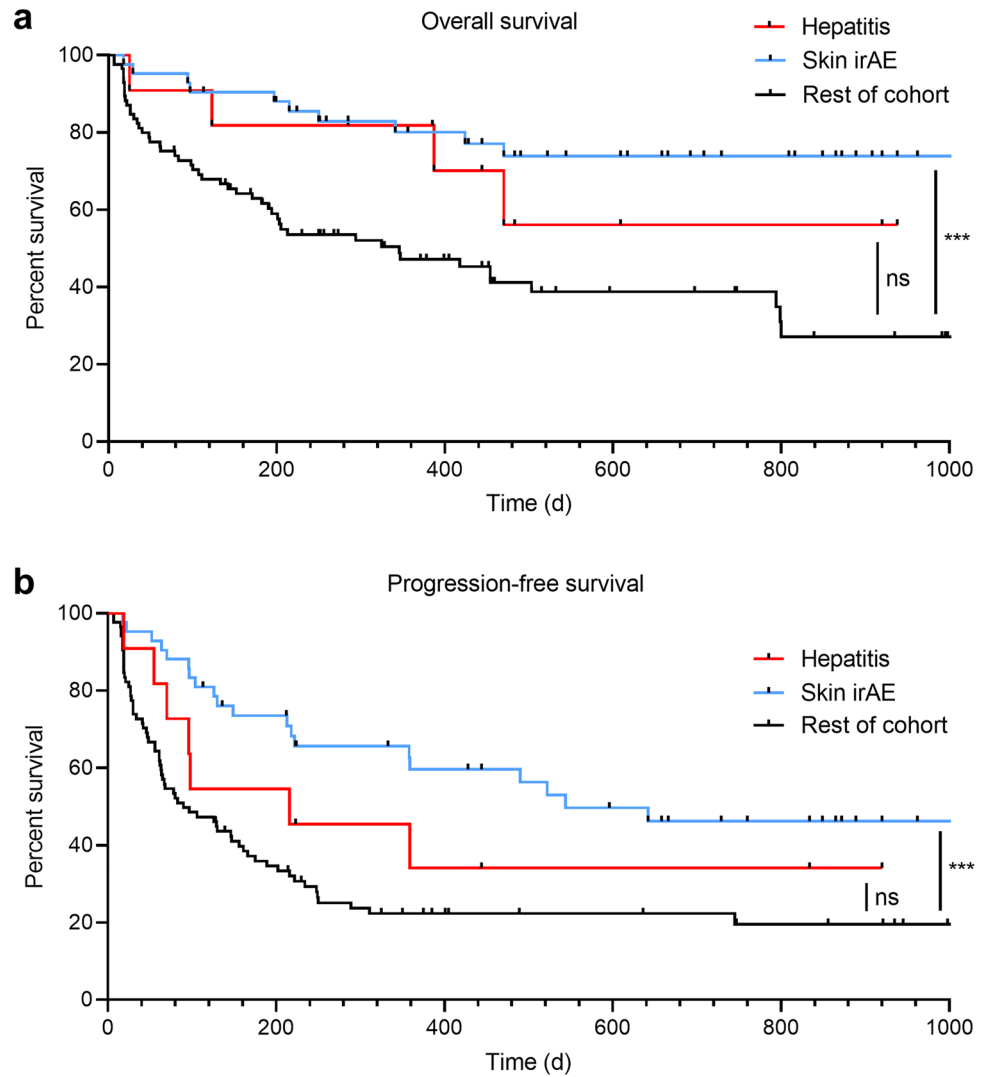 a
Overall survival
Hepatitis
Skin irAE
Rest of cohort
Percent survival
100
80
60
40
20
0
***
ns
0 200 400 600 800 1000
Time (d)
b
Progression-free survival
Hepatitis
Skin irAE
Rest of cohort
Percent survival
100
80
60
40
20
0
***
ns
0 200 400 600 800 1000
Time (d)